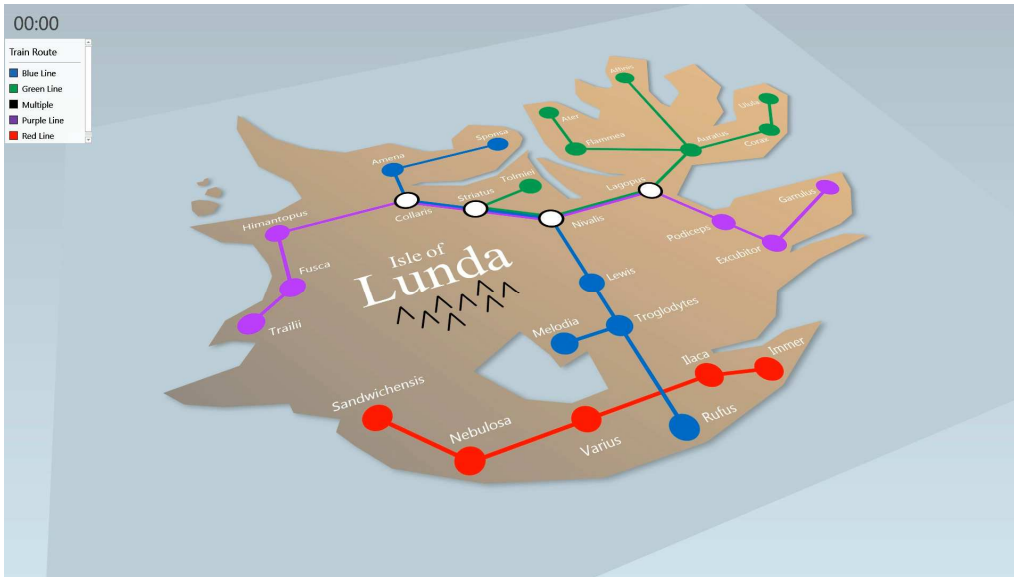 00:00
Train Route
Blue Line
Green Line
Multiple
Purple Line
Red Line
Albus
Ulula
Ater
Flammea
Auratus
Corax
Sponsa
Ameria
Tolmiei
Striatus
Lagopus
Garrulus
Collaris
Nivalis
Himantopus
Podiceps
Excubitor
Isle of
Lunda
Fusca
Lewis
Trailii
Troglodytes
Melodia
Ilaca
Immer
Sandwichensis
Nebulosa
Varius
Rufus